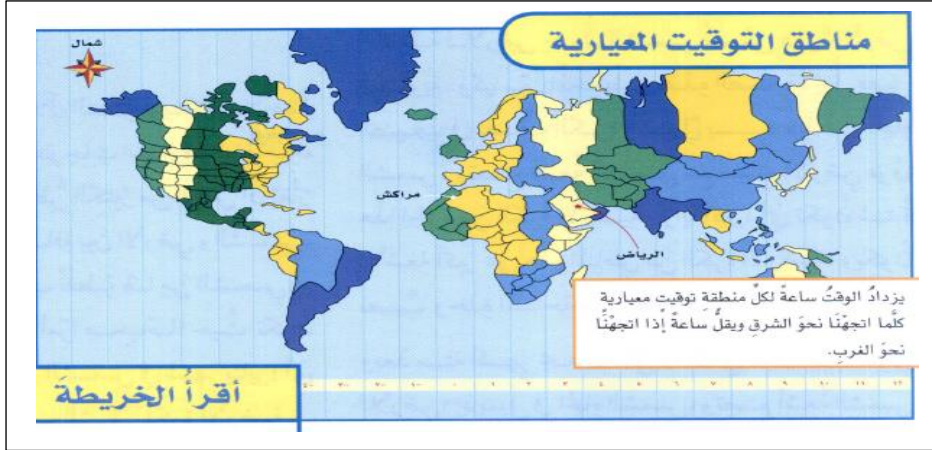 مناطق التوقيت المعيارية
شمال
مراكش
الرياض
يزدادُ الوقتُ ساعةً لكلِّ منطقةِ توقيتٍ معيارية
كلَّما اتجهْنَا نحوَ الشرقِ ويقلُّ ساعةً إذا اتجهْنَا
نحوَ الغربِ.
أقرأُ الخريطةَ